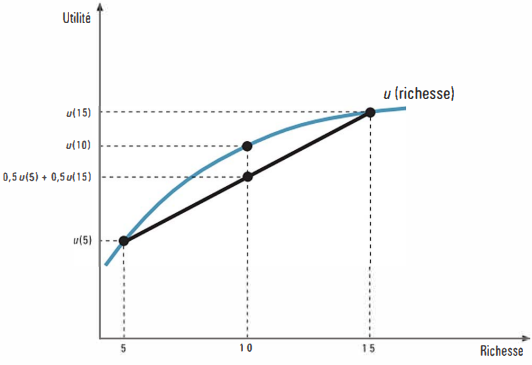 Utilité
u (richesse)
u(15)
u(10)
0,5 u(5) + 0,5 u(15)
u(5)
5
10
15
Richesse